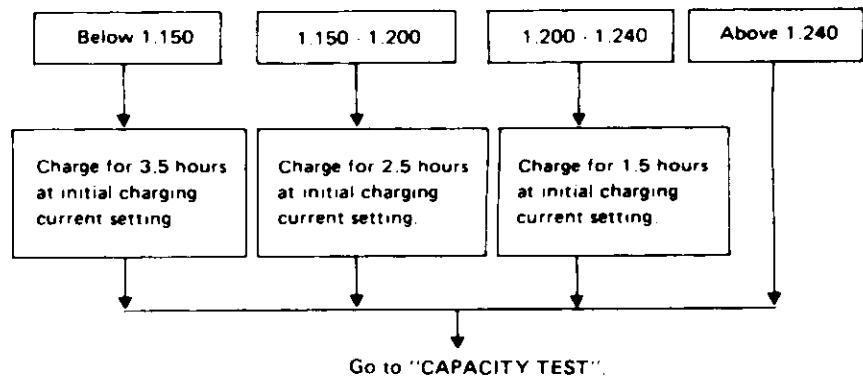 Below 1.150
1.150 - 1.200
1.200 - 1.240
Above 1.240
Charge for 3.5 hours
at initial charging
current setting
Charge for 2.5 hours
at initial charging
current setting.
Charge for 1.5 hours
at initial charging
current setting.
Go to "CAPACITY TEST".